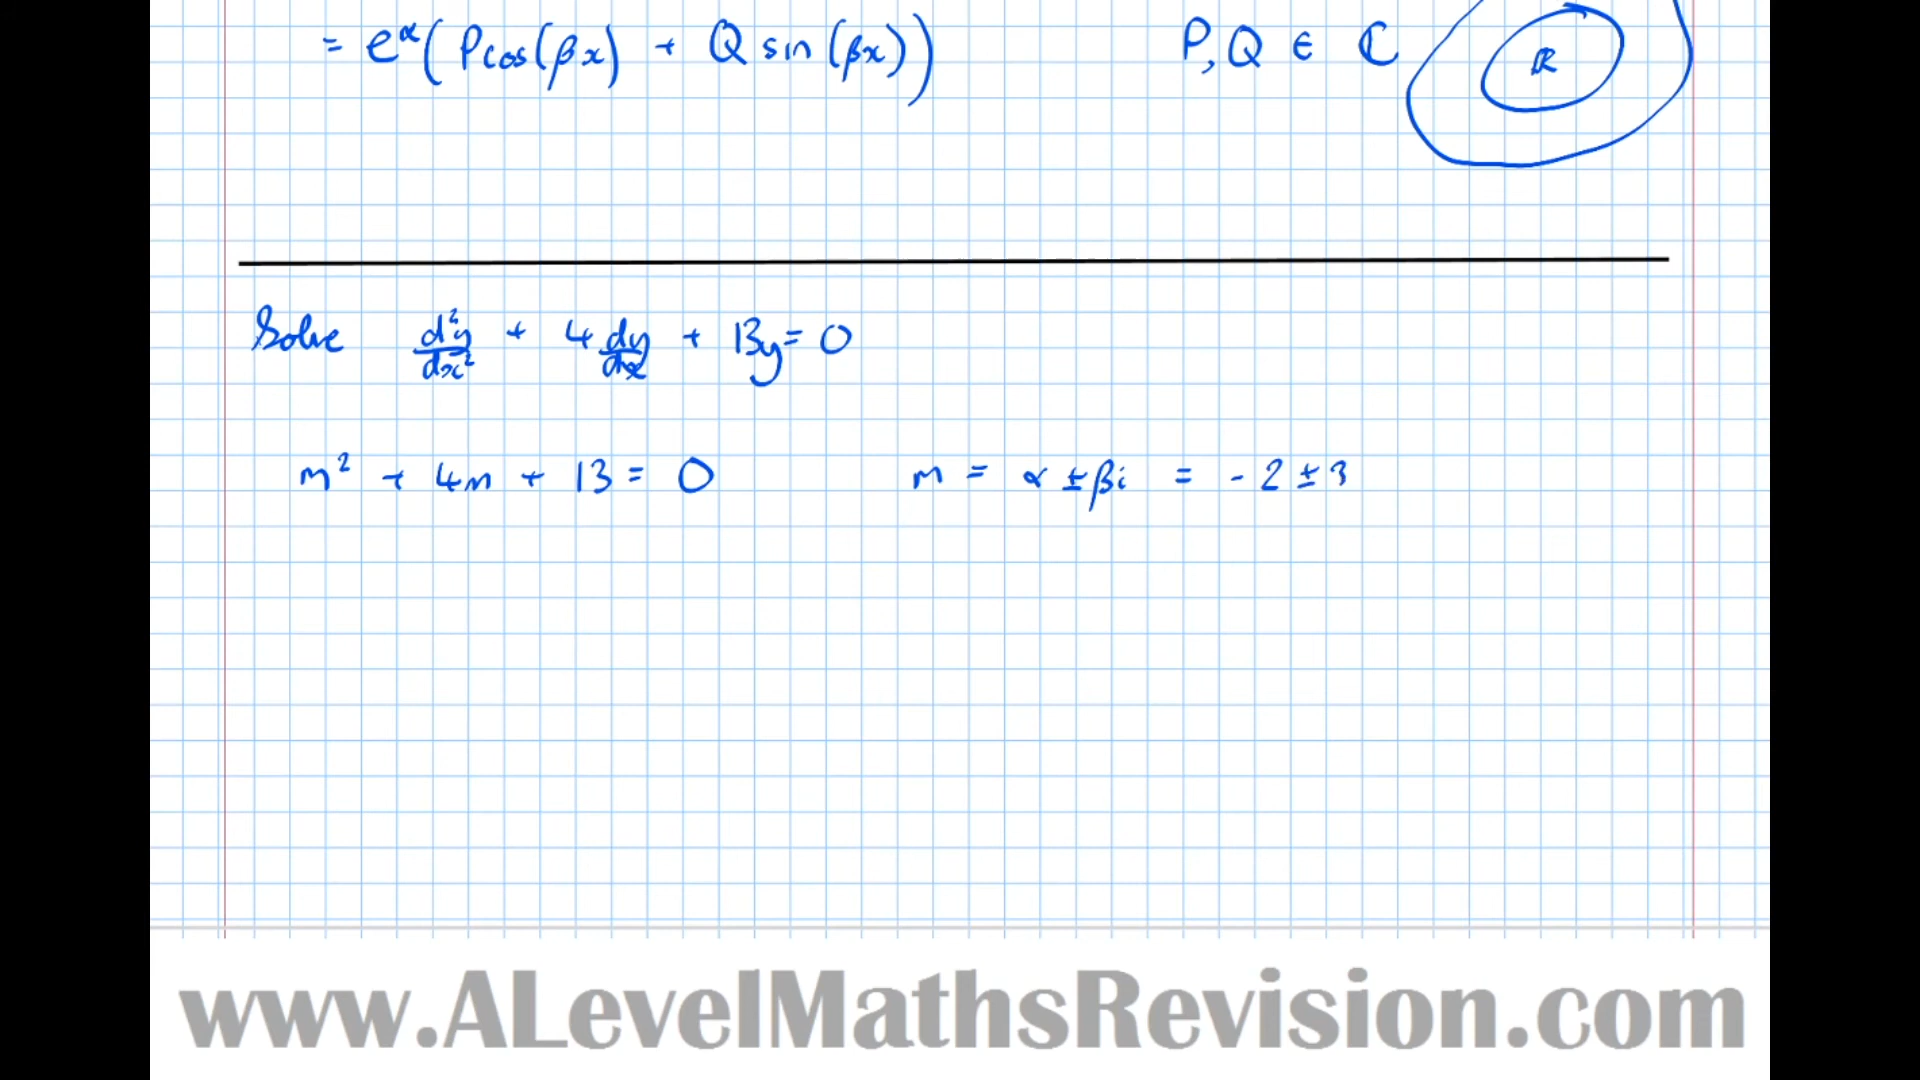 = e^α (P cos(βx) + Q sin(βx)) P, Q ∈ ℂ ℝ
Solve d²y/dx² + 4 dy/dx + 13y = 0
m² + 4m + 13 = 0 m = α ± βi = -2 ± 3
www.ALevelMathsRevision.com